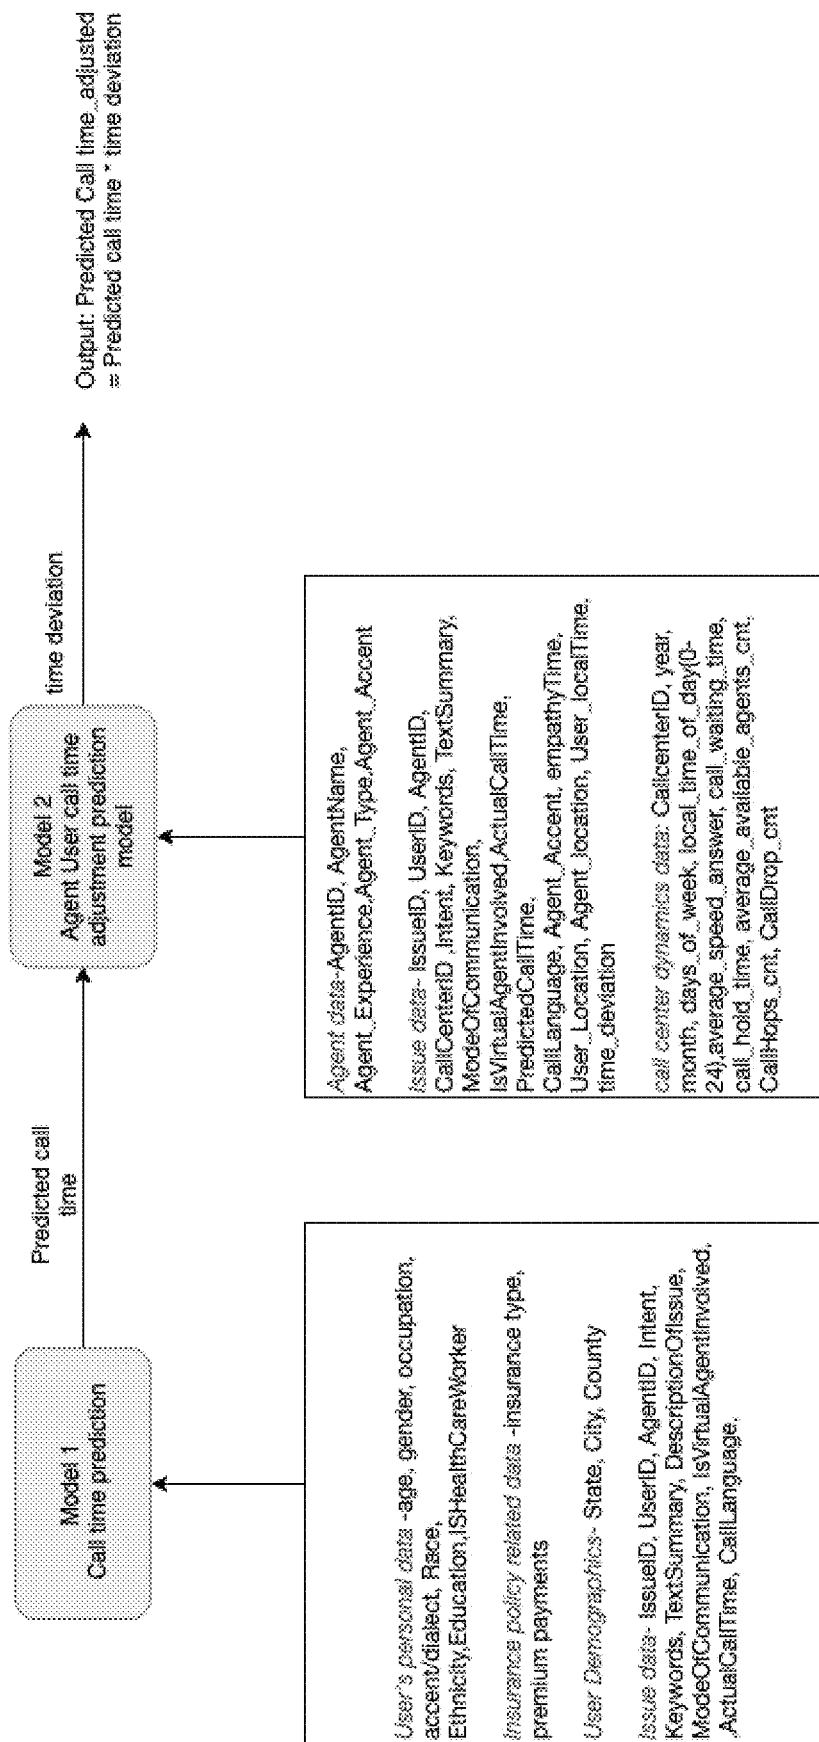 Model 1
Call time prediction
Predicted call
time
Model 2
Agent User call time
adjustment prediction
model
time deviation
Output: Predicted Call time_adjusted
= Predicted call time * time deviation
User's personal data -age, gender, occupation,
accent/dialect, Race,
Ethnicity,Education,ISHealthCareWorker
Insurance policy related data -insurance type,
premium payments
User Demographics- State, City, County
Issue data- IssueID, UserID, AgentID, Intent,
Keywords, TextSummary, DescriptionOfIssue,
ModeOfCommunication, IsVirtualAgentInvolved,
,ActualCallTime, CallLanguage,
Agent data-AgentID, AgentName,
Agent_Experience,Agent_Type,Agent_Accent
Issue data- IssueID, UserID, AgentID,
CallCenterID ,Intent, Keywords, TextSummary,
ModeOfCommunication,
IsVirtualAgentInvolved,ActualCallTime,
PredictedCallTime,
CallLanguage, Agent_Accent, empathyTime,
User_Location, Agent_location, User_localTime,
time_deviation
call center dynamics data: CallcenterID, year,
month, days_of_week, local_time_of_day(0-
24),average_speed_answer, call_waiting_time,
call_hold_time, average_available_agents_cnt,
CallHops_cnt, CallDrop_cnt